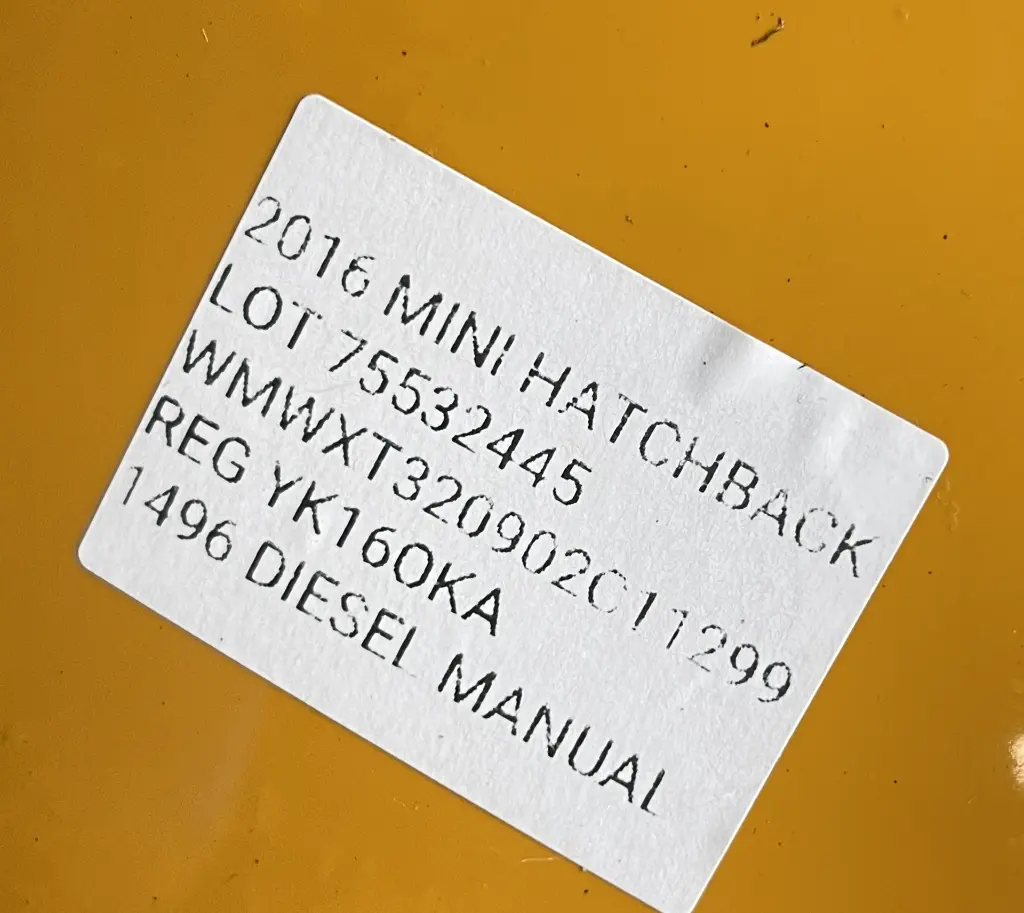 2016 MINI HATCHBACK
LOT 75532445
WMWXT320902C11299
REG YK16OKA
1496 DIESEL MANUAL